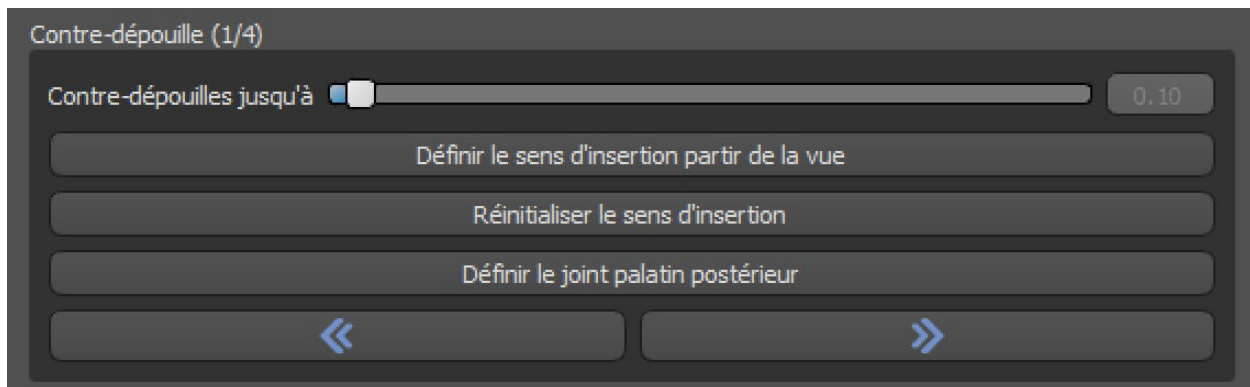 Contre-dépouille (1/4)
Contre-dépouilles jusqu'à 0.10
Définir le sens d'insertion partir de la vue
Réinitialiser le sens d'insertion
Définir le joint palatin postérieur